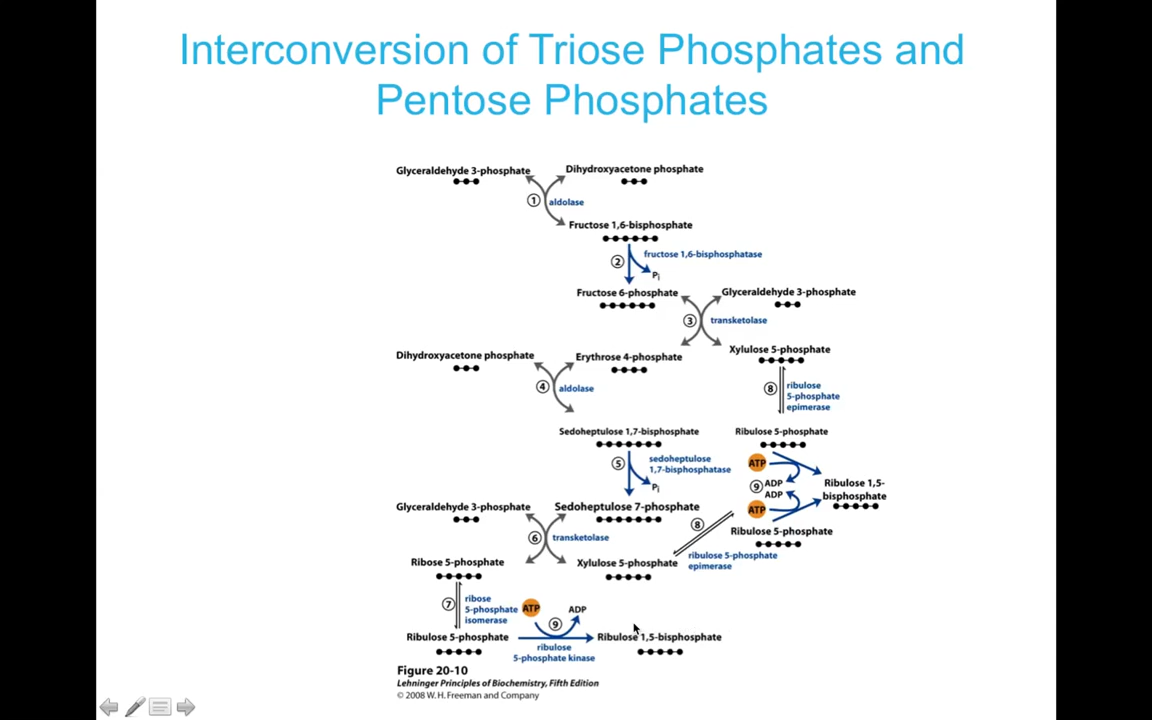 Interconversion of Triose Phosphates and
Pentose Phosphates
Glyceraldehyde 3-phosphate
Dihydroxyacetone phosphate
1 aldolase
Fructose 1,6-bisphosphate
2
fructose 1,6-bisphosphatase
Pi
Fructose 6-phosphate
Glyceraldehyde 3-phosphate
3 transketolase
Xylulose 5-phosphate
Dihydroxyacetone phosphate
Erythrose 4-phosphate
4 aldolase
8
ribulose
5-phosphate
epimerase
Sedoheptulose 1,7-bisphosphate
Ribulose 5-phosphate
5
sedoheptulose
1,7-bisphosphatase
Pi
ATP
9 ADP
ADP
ATP
Ribulose 1,5-
bisphosphate
Glyceraldehyde 3-phosphate
Sedoheptulose 7-phosphate
Ribulose 5-phosphate
6 transketolase
8
ribulose 5-phosphate
epimerase
Ribose 5-phosphate
Xylulose 5-phosphate
7
ribose
5-phosphate
isomerase
ATP
ADP
9
Ribulose 5-phosphate
Ribulose 1,5-bisphosphate
ribulose
5-phosphate kinase
Figure 20-10
Lehninger Principles of Biochemistry, Fifth Edition
© 2008 W. H. Freeman and Company